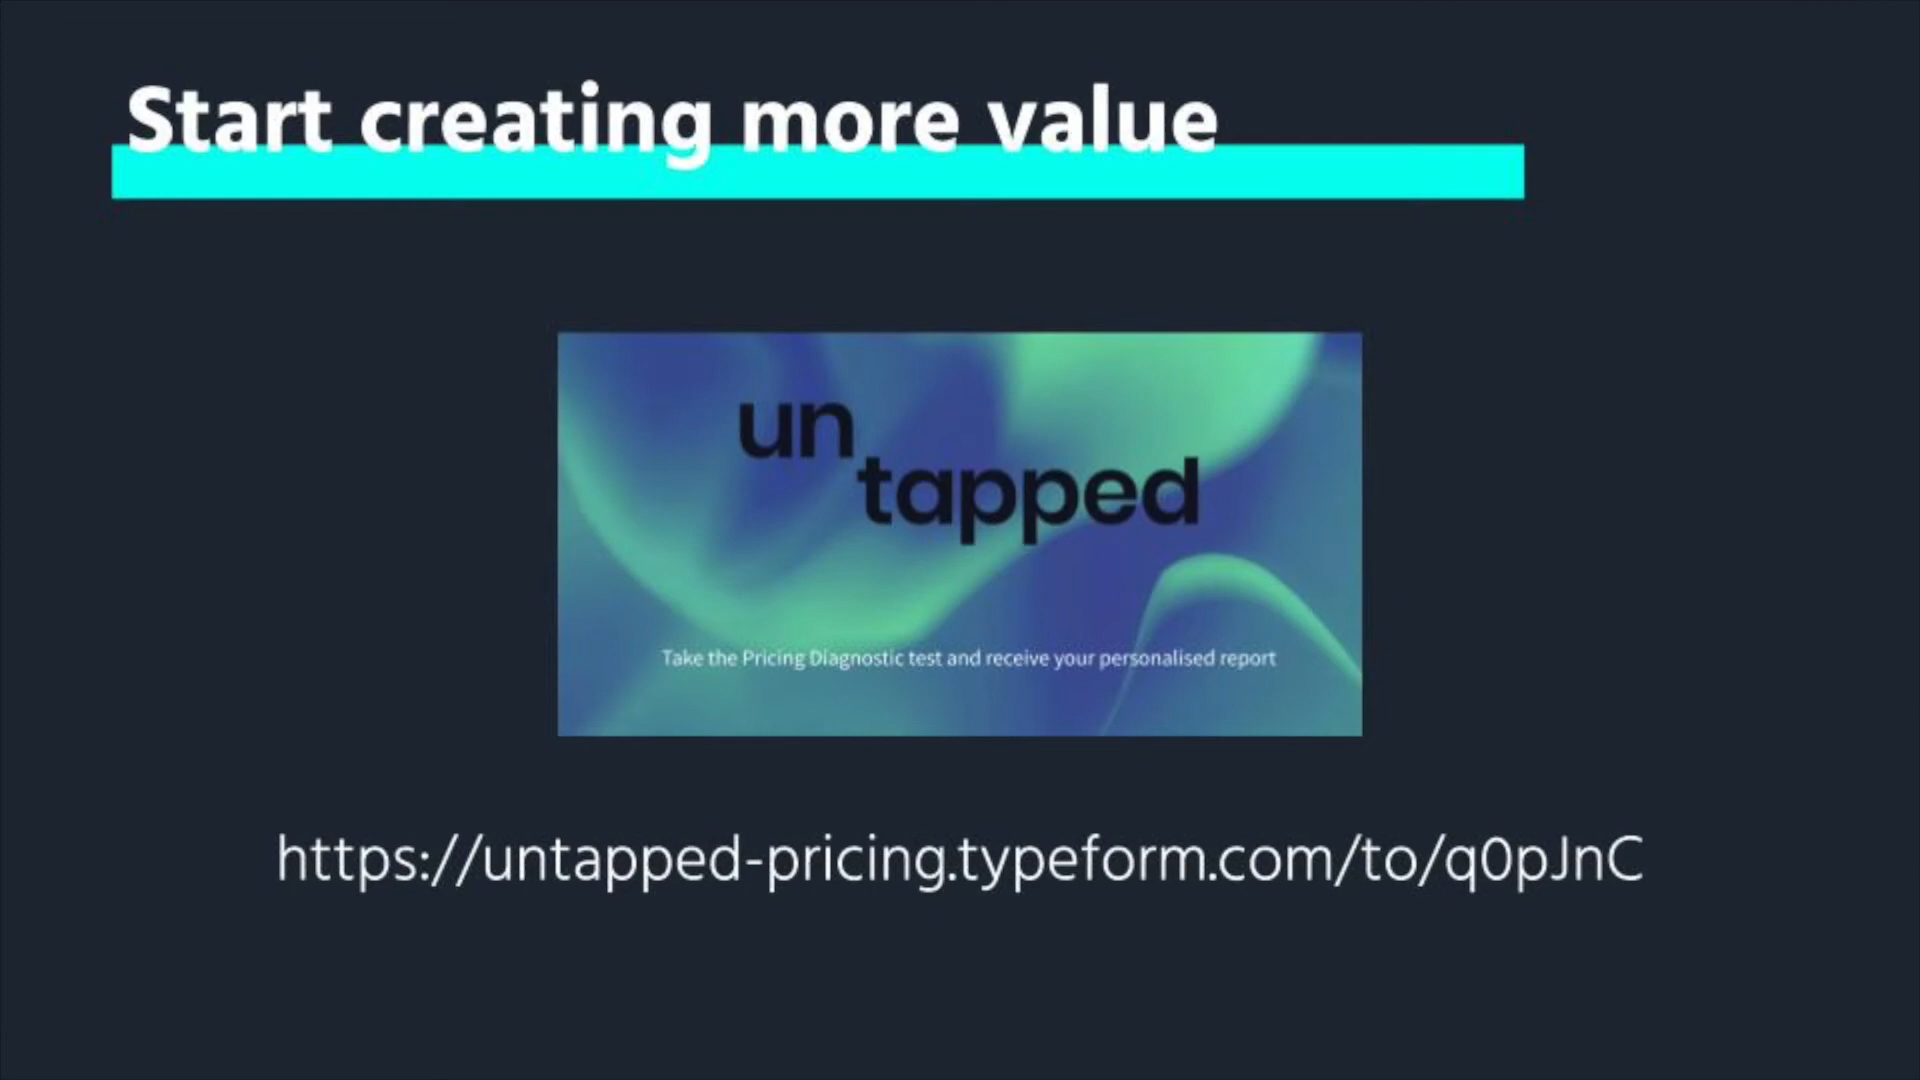 Start creating more value
un
tapped
Take the Pricing Diagnostic test and receive your personalised report
https://untapped-pricing.typeform.com/to/q0pJnC